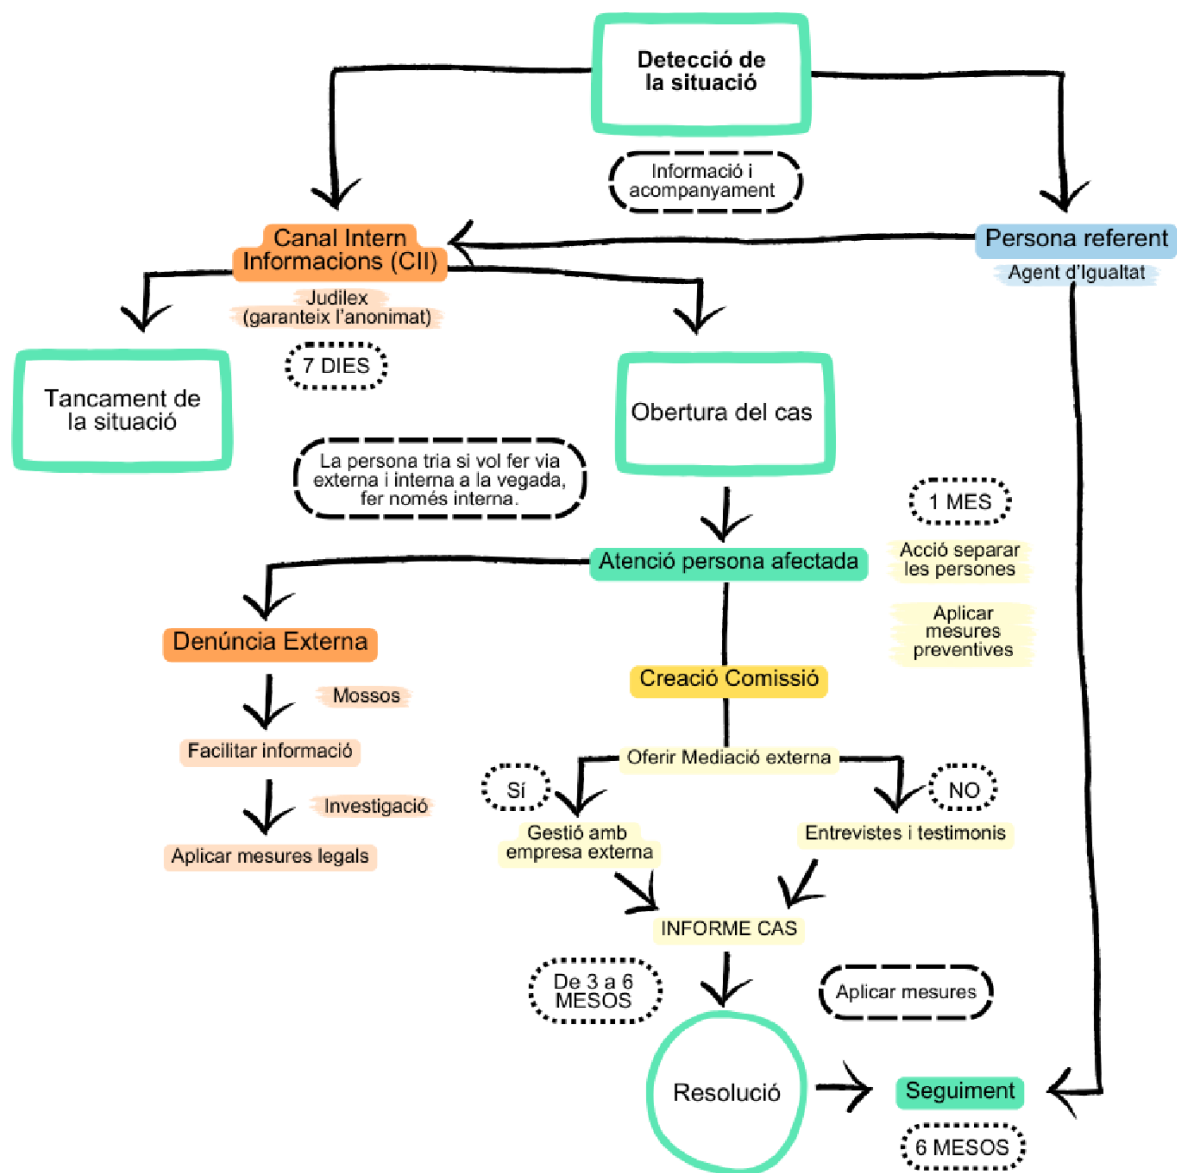 Detecció de
la situació
Informació i
acompanyament
Canal Intern
Informacions (CII)
Judilex
(garanteix l'anonimat)
7 DIES
Persona referent
Agent d'Igualtat
Tancament de
la situació
Obertura del cas
La persona tria si vol fer via
externa i interna a la vegada,
fer només interna.
1 MES
Acció separar
les persones
Aplicar
mesures
preventives
Atenció persona afectada
Denúncia Externa
Mossos
Facilitar informació
Investigació
Aplicar mesures legals
Creació Comissió
Oferir Mediació externa
Sí
NO
Gestió amb
empresa externa
Entrevistes i testimonis
INFORME CAS
De 3 a 6
MESOS
Aplicar mesures
Resolució
Seguiment
6 MESOS